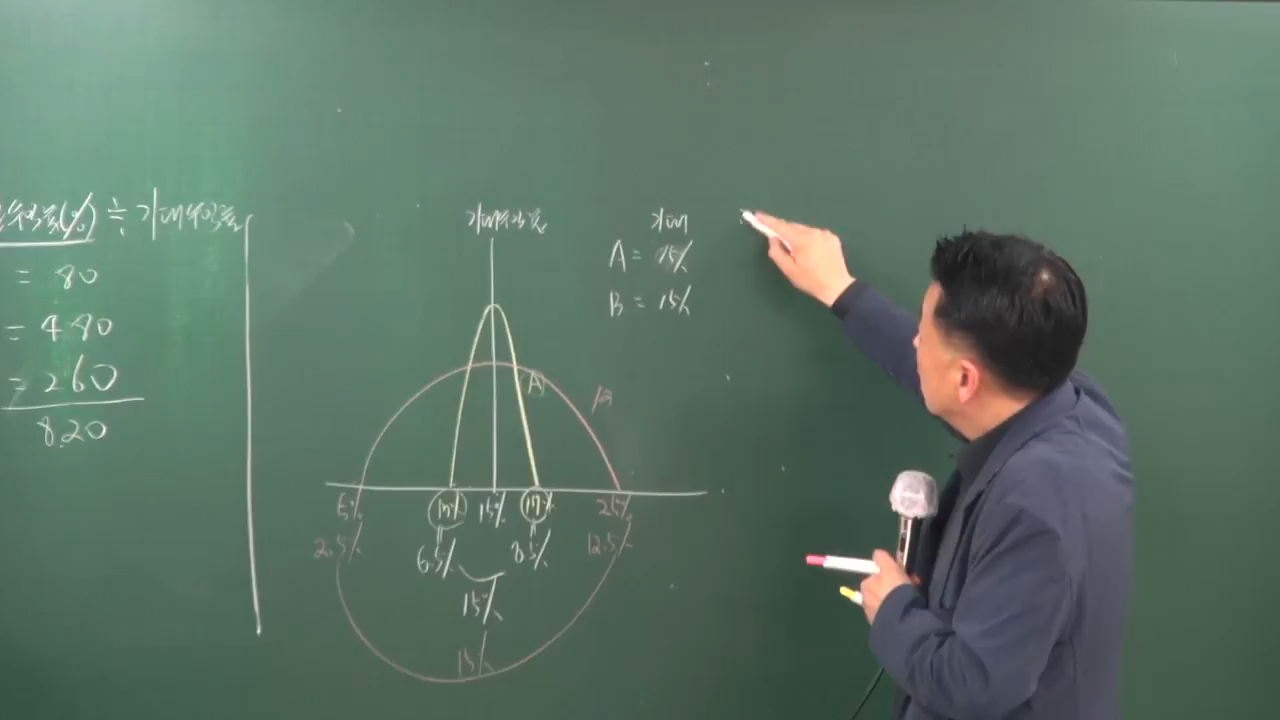 수익률(%) ÷ 기대수익률
= 80
= 480
= 260
820
기대수익률
기대
A = 15%
B = 15%
A
B
5% 13% 15% 17% 25%
2.5% 6.5% 8.5% 12.5%
15%
15%